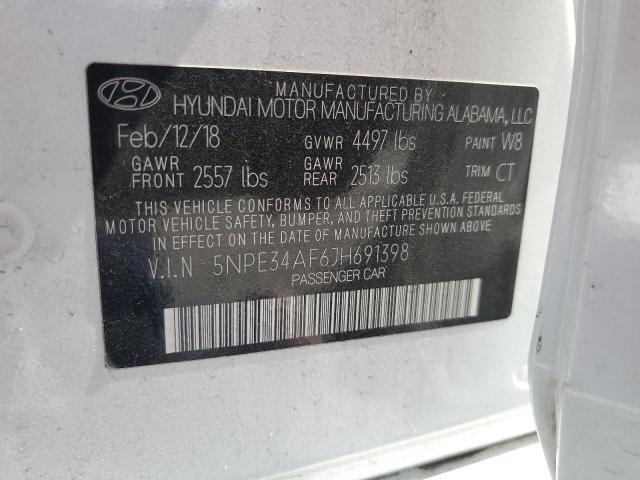 MANUFACTURED BY
HYUNDAI MOTOR MANUFACTURING ALABAMA, LLC
Feb/12/18 GVWR 4497 lbs PAINT W8
GAWR FRONT 2557 lbs GAWR REAR 2513 lbs TRIM CT
THIS VEHICLE CONFORMS TO ALL APPLICABLE U.S.A. FEDERAL
MOTOR VEHICLE SAFETY, BUMPER, AND THEFT PREVENTION STANDARDS
IN EFFECT ON THE DATE OF MANUFACTURE SHOWN ABOVE.
V.I.N 5NPE34AF6JH691398
PASSENGER CAR